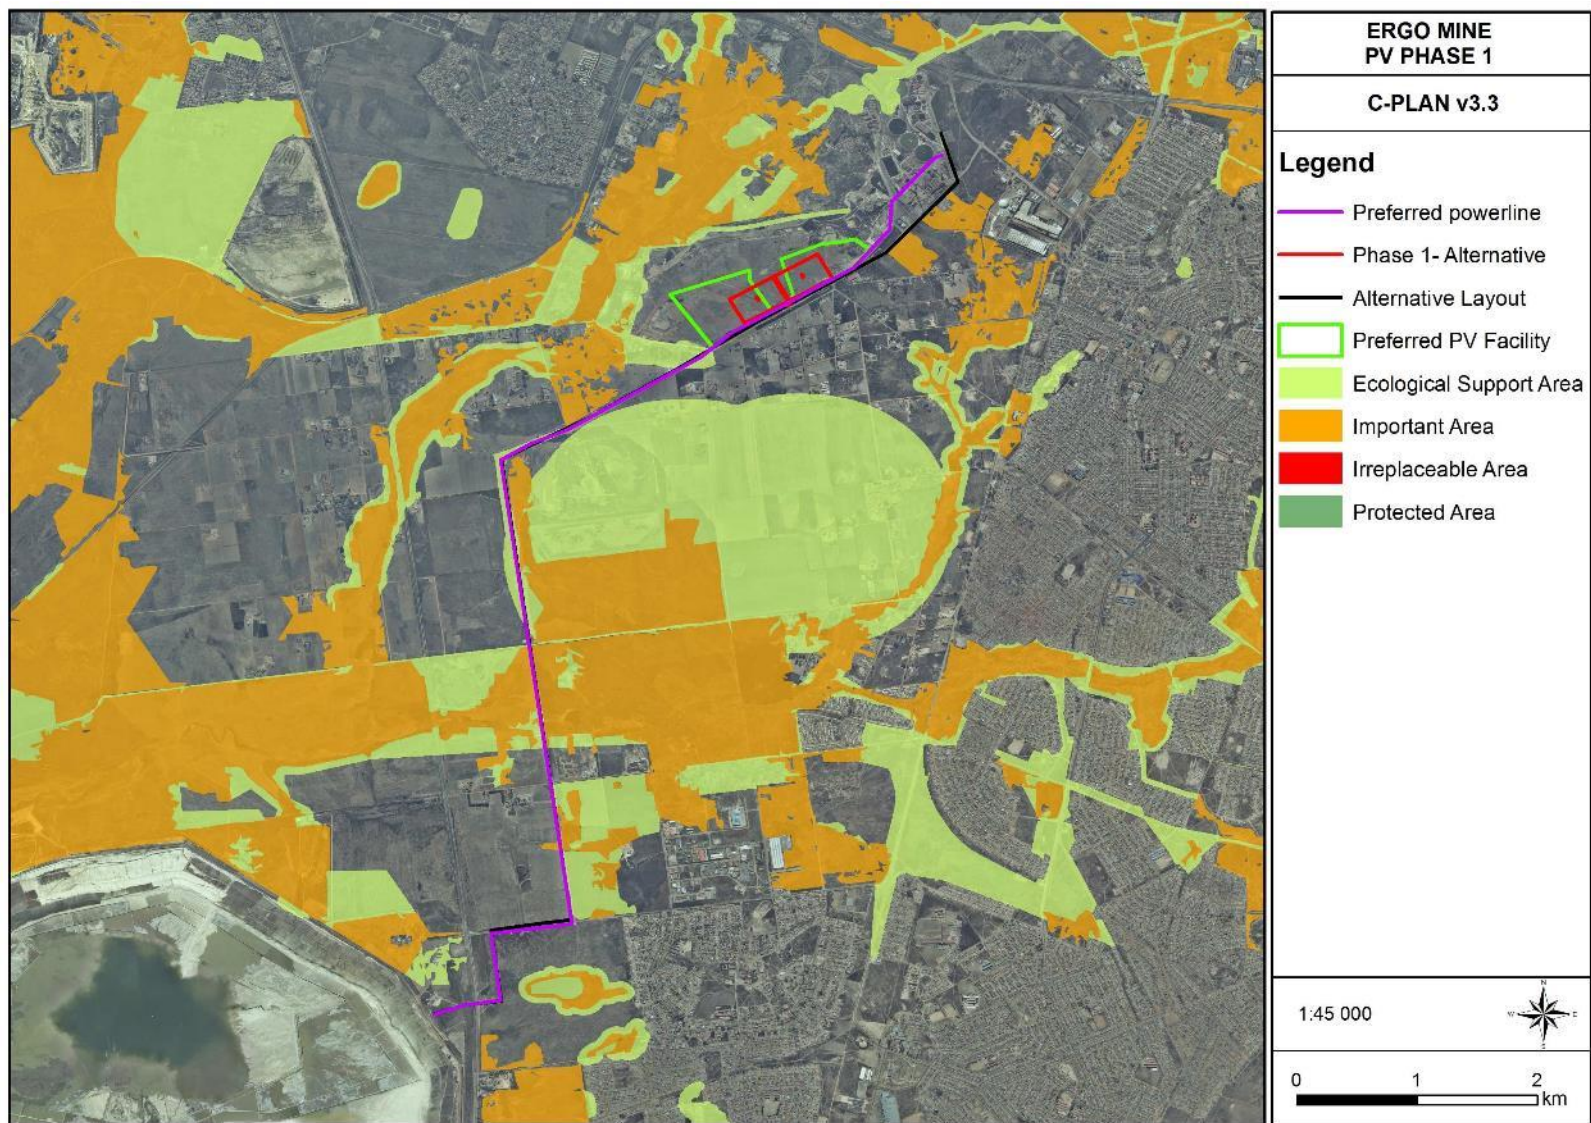 ERGO MINE
PV PHASE 1
C-PLAN v3.3
Legend
Preferred powerline
Phase 1- Alternative
Alternative Layout
Preferred PV Facility
Ecological Support Area
Important Area
Irreplaceable Area
Protected Area
1:45 000
N
W E
S
0 1 2
km